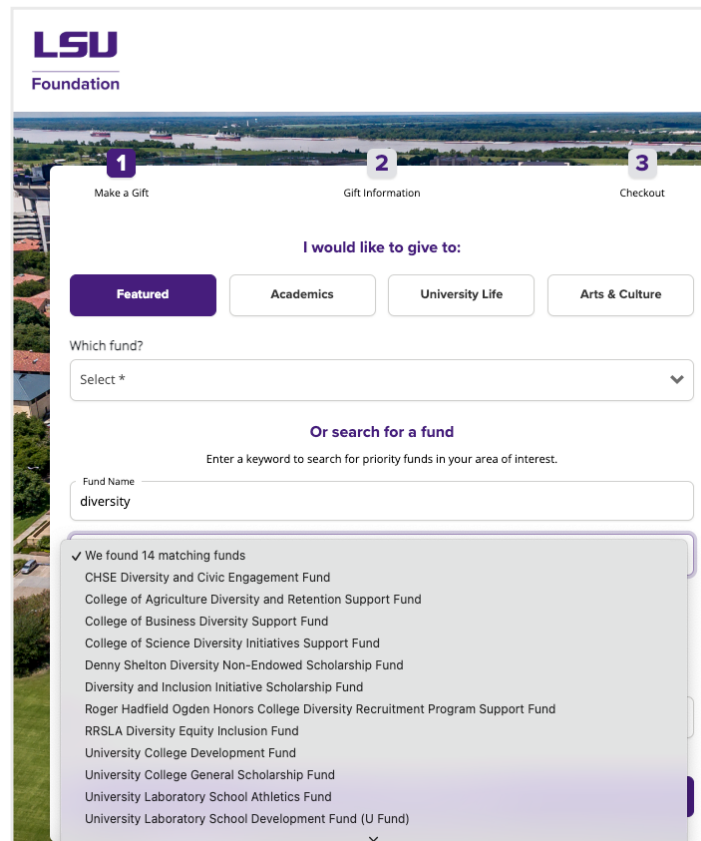 LSU
Foundation
1
2
3
Make a Gift
Gift Information
Checkout
I would like to give to:
Featured
Academics
University Life
Arts & Culture
Which fund?
Select *
Or search for a fund
Enter a keyword to search for priority funds in your area of interest.
Fund Name
diversity
✓ We found 14 matching funds
CHSE Diversity and Civic Engagement Fund
College of Agriculture Diversity and Retention Support Fund
College of Business Diversity Support Fund
College of Science Diversity Initiatives Support Fund
Denny Shelton Diversity Non-Endowed Scholarship Fund
Diversity and Inclusion Initiative Scholarship Fund
Roger Hadfield Ogden Honors College Diversity Recruitment Program Support Fund
RRSLA Diversity Equity Inclusion Fund
University College Development Fund
University College General Scholarship Fund
University Laboratory School Athletics Fund
University Laboratory School Development Fund (U Fund)